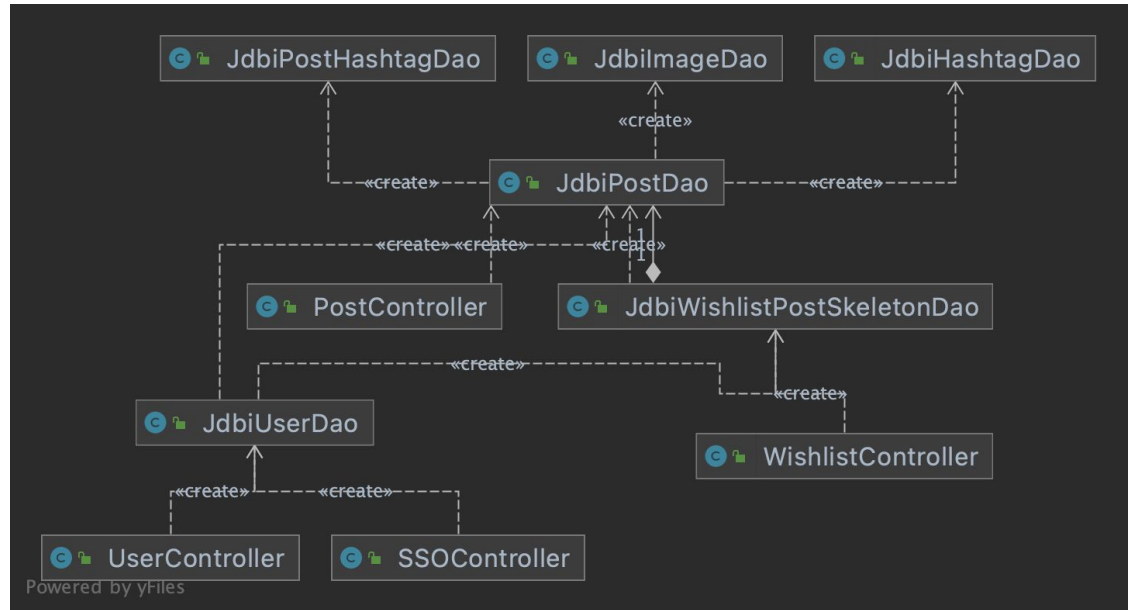 JdbiPostHashtagDao
JdbiImageDao
JdbiHashtagDao
«create»
JdbiPostDao
«create»
«create»
«create»
«create»
«create»
1
1
PostController
JdbiWishlistPostSkeletonDao
«create»
«create»
JdbiUserDao
WishlistController
«create»
«create»
UserController
SSOController
Powered by yFiles